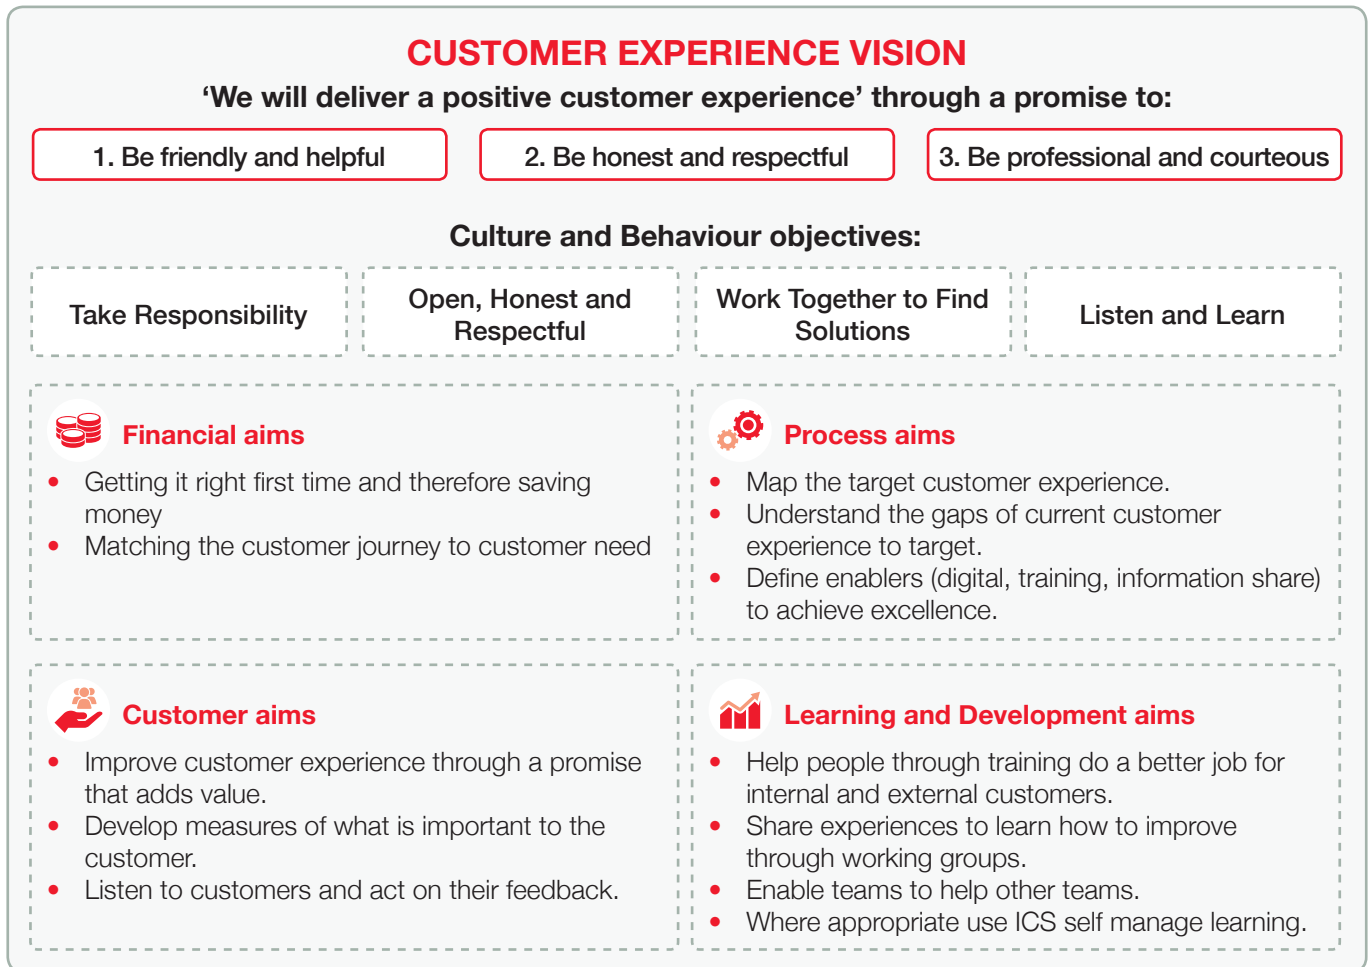 CUSTOMER EXPERIENCE VISION
‘We will deliver a positive customer experience’ through a promise to:
1. Be friendly and helpful
2. Be honest and respectful
3. Be professional and courteous
Culture and Behaviour objectives:
Take Responsibility
Open, Honest and
Respectful
Work Together to Find
Solutions
Listen and Learn
Financial aims
• Getting it right first time and therefore saving
money
• Matching the customer journey to customer need
Process aims
• Map the target customer experience.
• Understand the gaps of current customer
experience to target.
• Define enablers (digital, training, information share)
to achieve excellence.
Customer aims
• Improve customer experience through a promise
that adds value.
• Develop measures of what is important to the
customer.
• Listen to customers and act on their feedback.
Learning and Development aims
• Help people through training do a better job for
internal and external customers.
• Share experiences to learn how to improve
through working groups.
• Enable teams to help other teams.
• Where appropriate use ICS self manage learning.